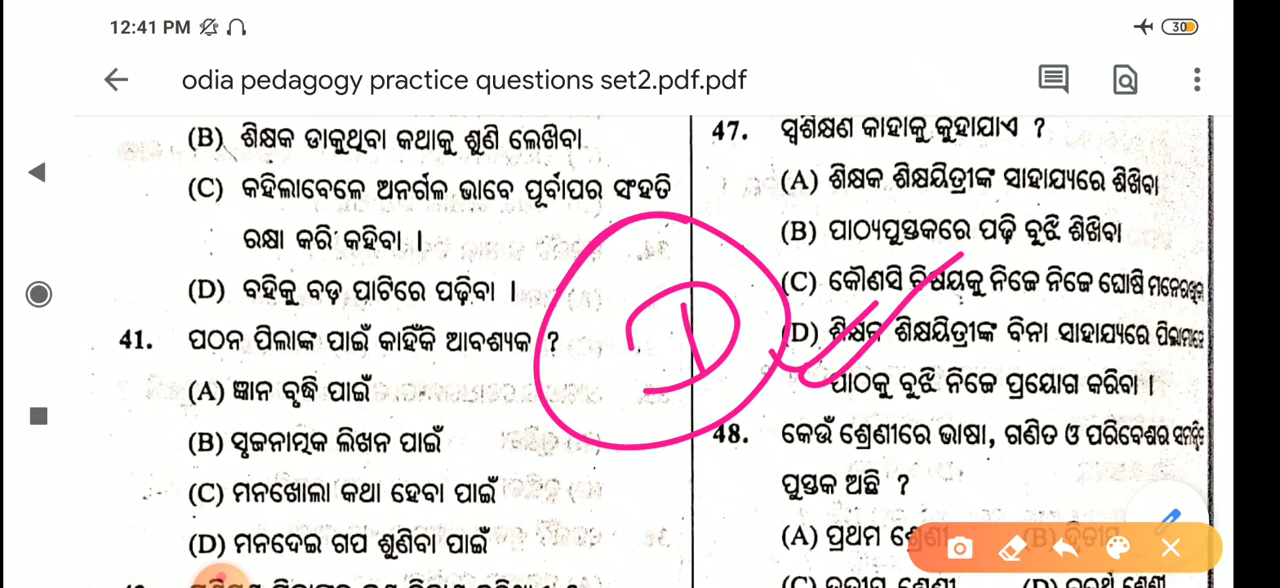 12:41 PM
30
odia pedagogy practice questions set2.pdf.pdf
(B) ଶିକ୍ଷକ ଡାକୁଥିବା କଥାକୁ ଶୁଣି ଲେଖିବା
(C) କହିଲାବେଳେ ଅନର୍ଗଳ ଭାବେ ପୂର୍ବାପର ସଂହତି
ରକ୍ଷା କରି କହିବା ।
(D) ବହିକୁ ବଡ଼ ପାଟିରେ ପଢ଼ିବା ।
41. ପଠନ ପିଲାଙ୍କ ପାଇଁ କାହିଁକି ଆବଶ୍ୟକ ?
(A) ଜ୍ଞାନ ବୃଦ୍ଧି ପାଇଁ
(B) ସୃଜନାତ୍ମକ ଲିଖନ ପାଇଁ
(C) ମନଖୋଲା କଥା ହେବା ପାଇଁ
(D) ମନଦେଇ ଗପ ଶୁଣିବା ପାଇଁ
D
47. ସ୍ୱଶିକ୍ଷଣ କାହାକୁ କୁହାଯାଏ ?
(A) ଶିକ୍ଷକ ଶିକ୍ଷୟିତ୍ରୀଙ୍କ ସାହାଯ୍ୟରେ ଶିଖିବା
(B) ପାଠ୍ୟପୁସ୍ତକରେ ପଢ଼ି ବୁଝି ଶିଖିବା
(C) କୌଣସି ବିଷୟକୁ ନିଜେ ନିଜେ ଘୋଷି ମନେରଖିବା
(D) ଶିକ୍ଷକ ଶିକ୍ଷୟିତ୍ରୀଙ୍କ ବିନା ସାହାଯ୍ୟରେ ପିଲାମାନେ
ପାଠକୁ ବୁଝି ନିଜେ ପ୍ରୟୋଗ କରିବା ।
48. କେଉଁ ଶ୍ରେଣୀରେ ଭାଷା, ଗଣିତ ଓ ପରିବେଶର
ପୁସ୍ତକ ଅଛି ?
(A) ପ୍ରଥମ ଶ୍ରେଣୀ (B) ଦ୍ୱିତୀୟ